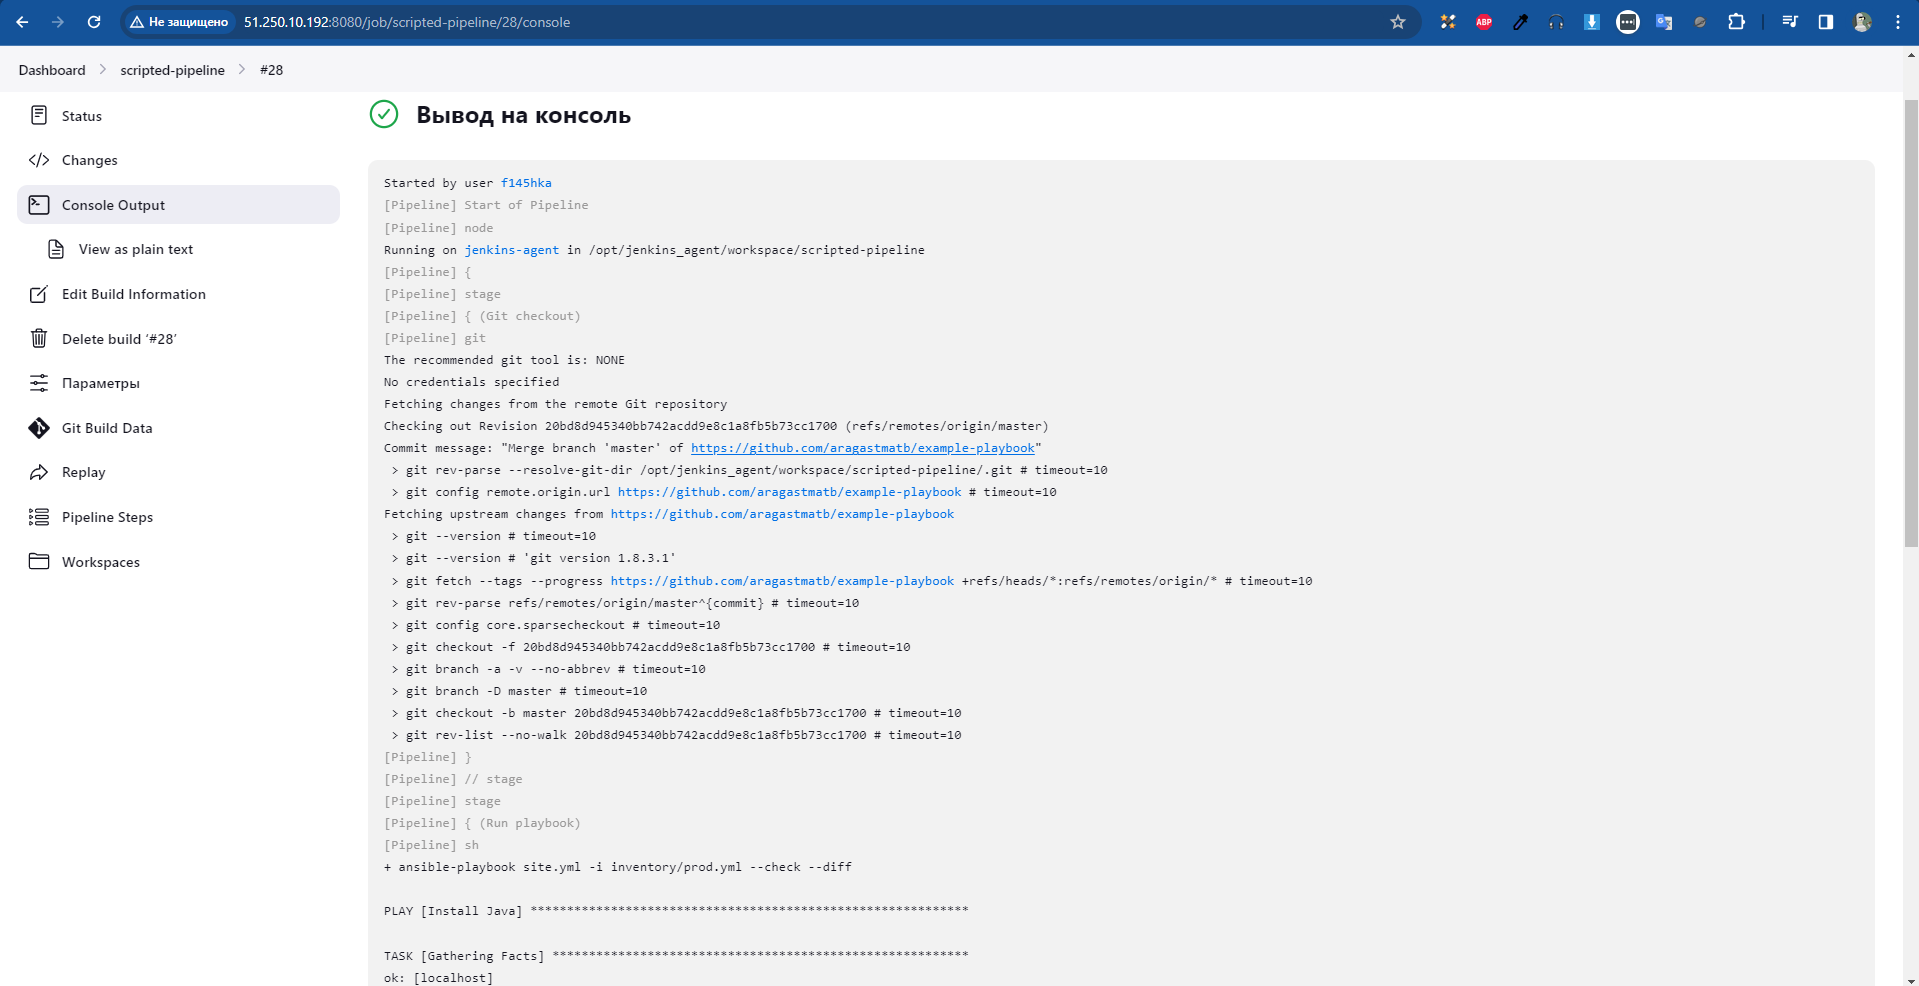 Не защищено 51.250.10.192:8080/job/scripted-pipeline/28/console
ABP
Dashboard scripted-pipeline #28
Status
Changes
Console Output
View as plain text
Edit Build Information
Delete build ‘#28’
Параметры
Git Build Data
Replay
Pipeline Steps
Workspaces
Вывод на консоль
Started by user f145hka
[Pipeline] Start of Pipeline
[Pipeline] node
Running on jenkins-agent in /opt/jenkins_agent/workspace/scripted-pipeline
[Pipeline] {
[Pipeline] stage
[Pipeline] { (Git checkout)
[Pipeline] git
The recommended git tool is: NONE
No credentials specified
Fetching changes from the remote Git repository
Checking out Revision 20bd8d945340bb742acdd9e8c1a8fb5b73cc1700 (refs/remotes/origin/master)
Commit message: "Merge branch 'master' of https://github.com/aragastmatb/example-playbook"
> git rev-parse --resolve-git-dir /opt/jenkins_agent/workspace/scripted-pipeline/.git # timeout=10
> git config remote.origin.url https://github.com/aragastmatb/example-playbook # timeout=10
Fetching upstream changes from https://github.com/aragastmatb/example-playbook
> git --version # timeout=10
> git --version # 'git version 1.8.3.1'
> git fetch --tags --progress https://github.com/aragastmatb/example-playbook +refs/heads/*:refs/remotes/origin/* # timeout=10
> git rev-parse refs/remotes/origin/master^{commit} # timeout=10
> git config core.sparsecheckout # timeout=10
> git checkout -f 20bd8d945340bb742acdd9e8c1a8fb5b73cc1700 # timeout=10
> git branch -a -v --no-abbrev # timeout=10
> git branch -D master # timeout=10
> git checkout -b master 20bd8d945340bb742acdd9e8c1a8fb5b73cc1700 # timeout=10
> git rev-list --no-walk 20bd8d945340bb742acdd9e8c1a8fb5b73cc1700 # timeout=10
[Pipeline] }
[Pipeline] // stage
[Pipeline] stage
[Pipeline] { (Run playbook)
[Pipeline] sh
+ ansible-playbook site.yml -i inventory/prod.yml --check --diff
PLAY [Install Java] ************************************************************
TASK [Gathering Facts] *********************************************************
ok: [localhost]